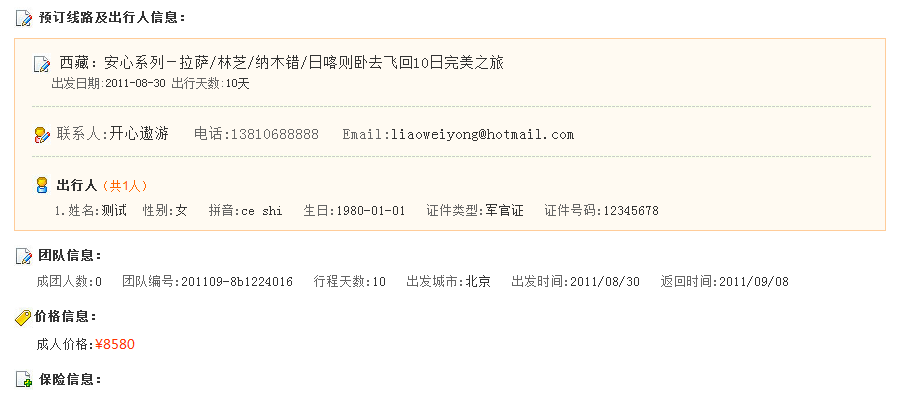 预订线路及出行人信息：
西藏：安心系列－拉萨/林芝/纳木错/日喀则卧去飞回10日完美之旅
出发日期:2011-08-30 出行天数:10天
联系人:开心遨游 电话:13810688888 Email:liaoweiyong@hotmail.com
出行人（共1人）
1.姓名:测试 性别:女 拼音:ce shi 生日:1980-01-01 证件类型:军官证 证件号码:12345678
团队信息：
成团人数:0 团队编号:201109-8b1224016 行程天数:10 出发城市:北京 出发时间:2011/08/30 返回时间:2011/09/08
价格信息：
成人价格:¥8580
保险信息：